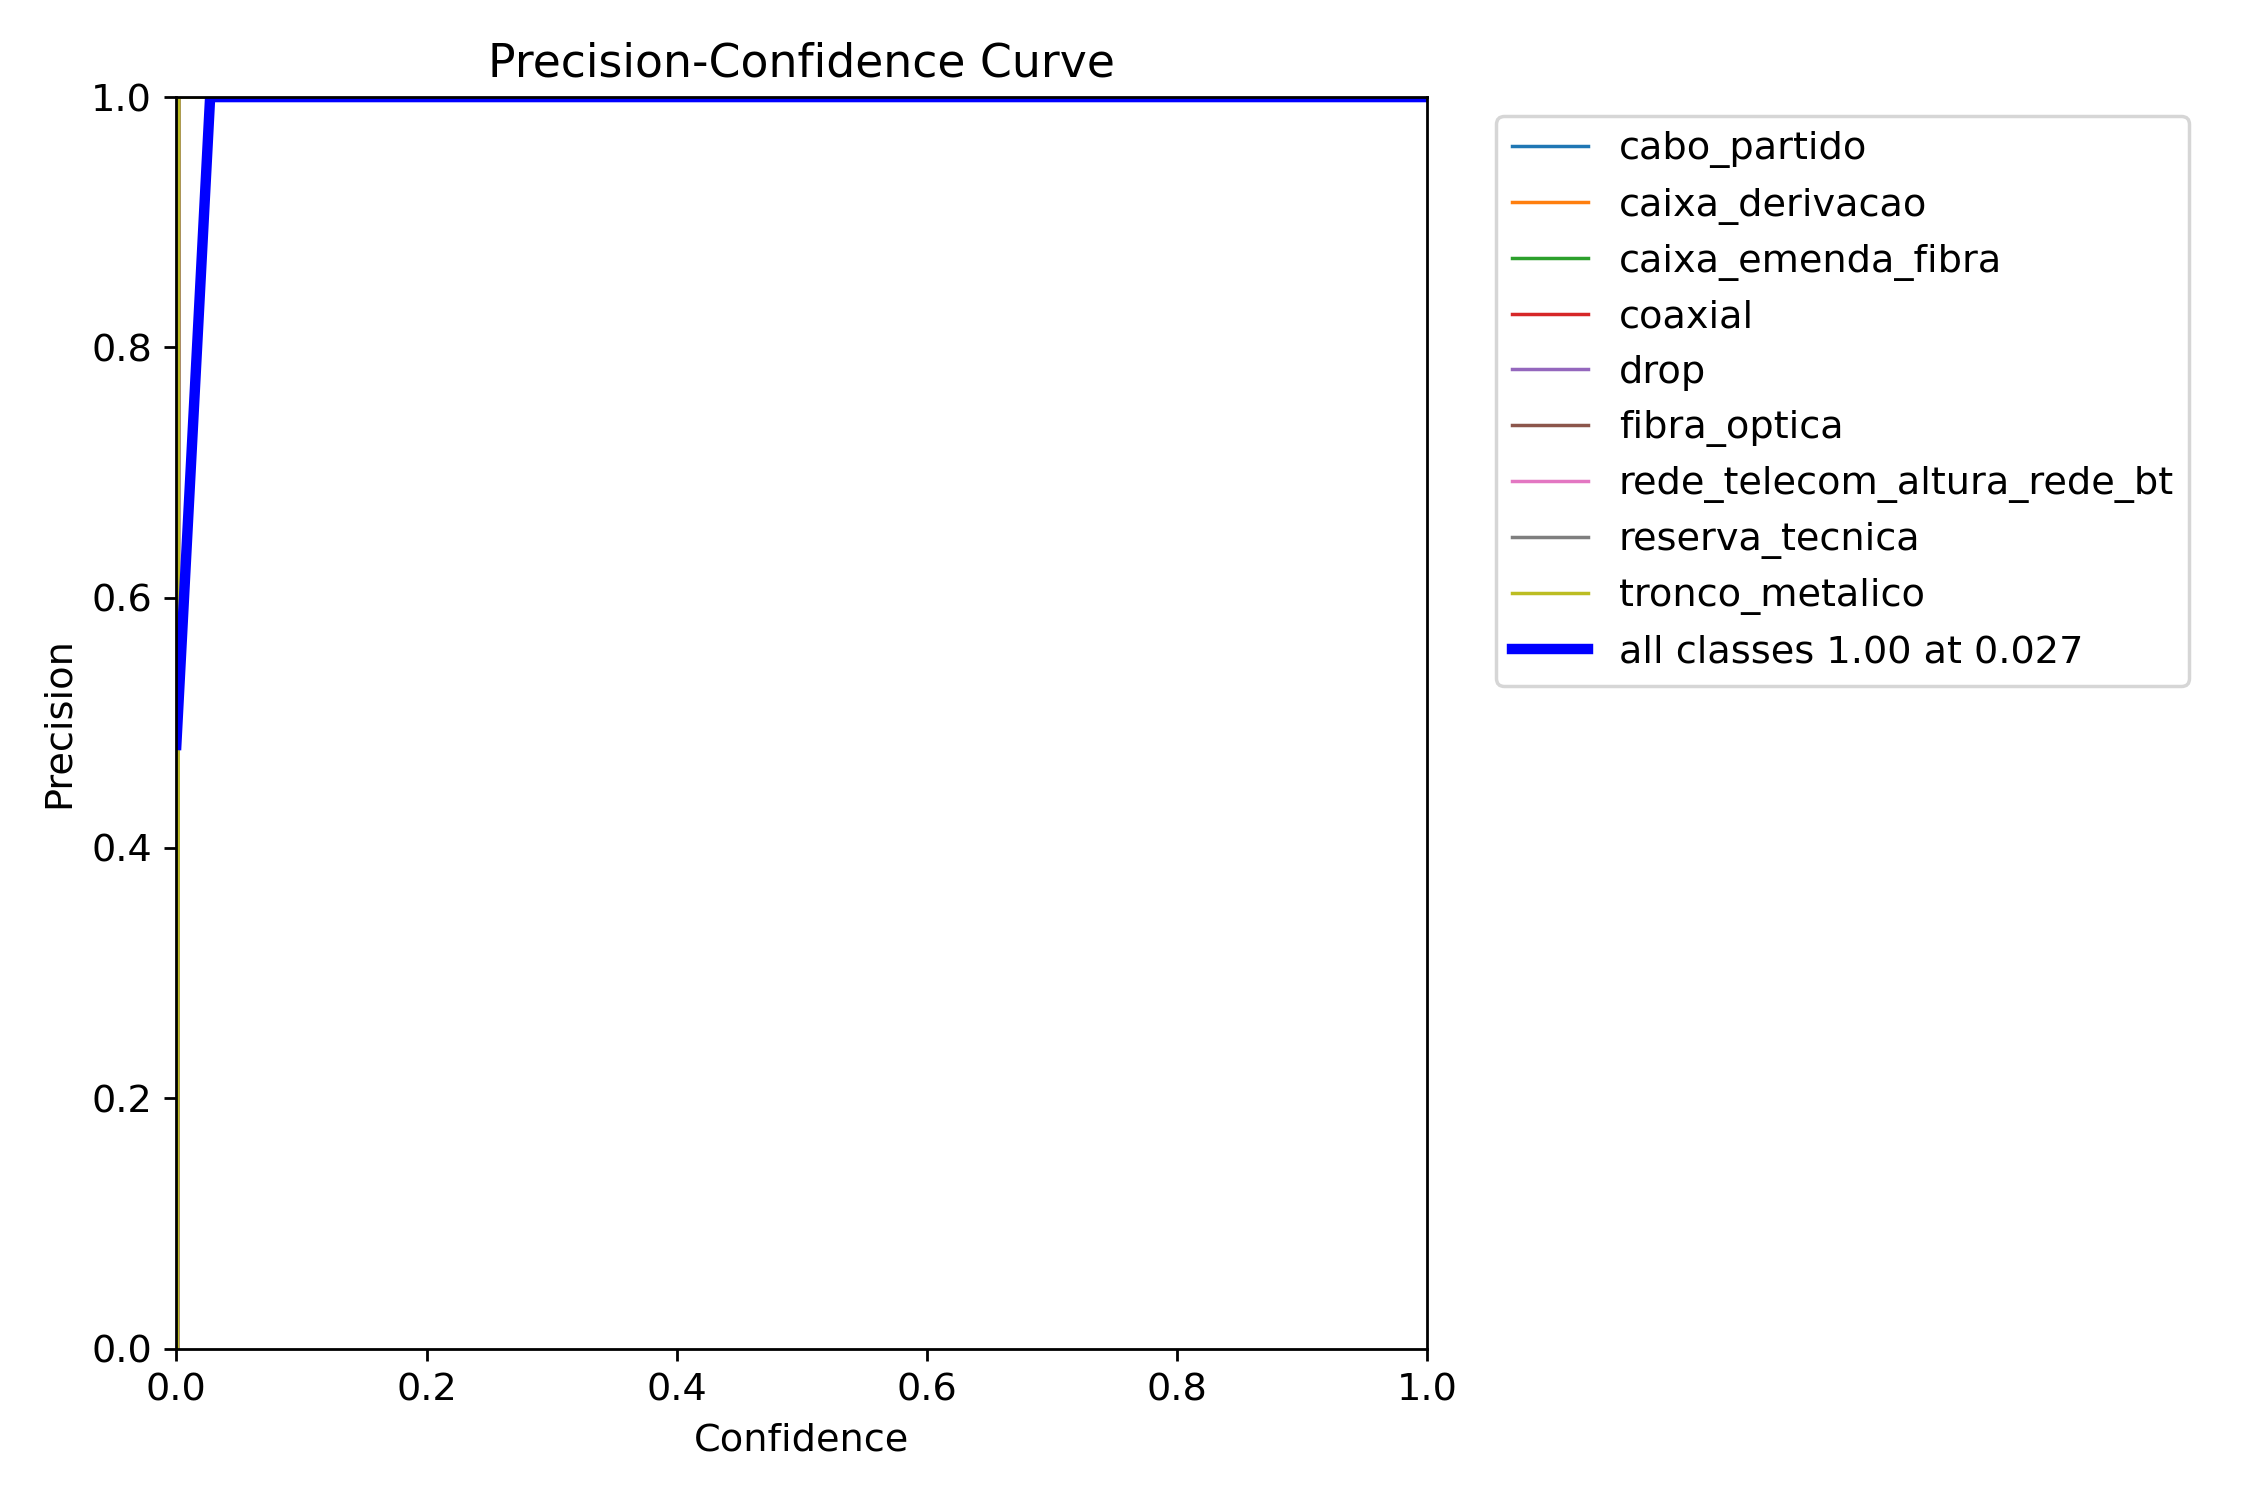 Precision-Confidence Curve
1.0
0.8
0.6
0.4
0.2
0.0
Precision
0.0 0.2 0.4 0.6 0.8 1.0
Confidence
cabo_partido
caixa_derivacao
caixa_emenda_fibra
coaxial
drop
fibra_optica
rede_telecom_altura_rede_bt
reserva_tecnica
tronco_metalico
all classes 1.00 at 0.027